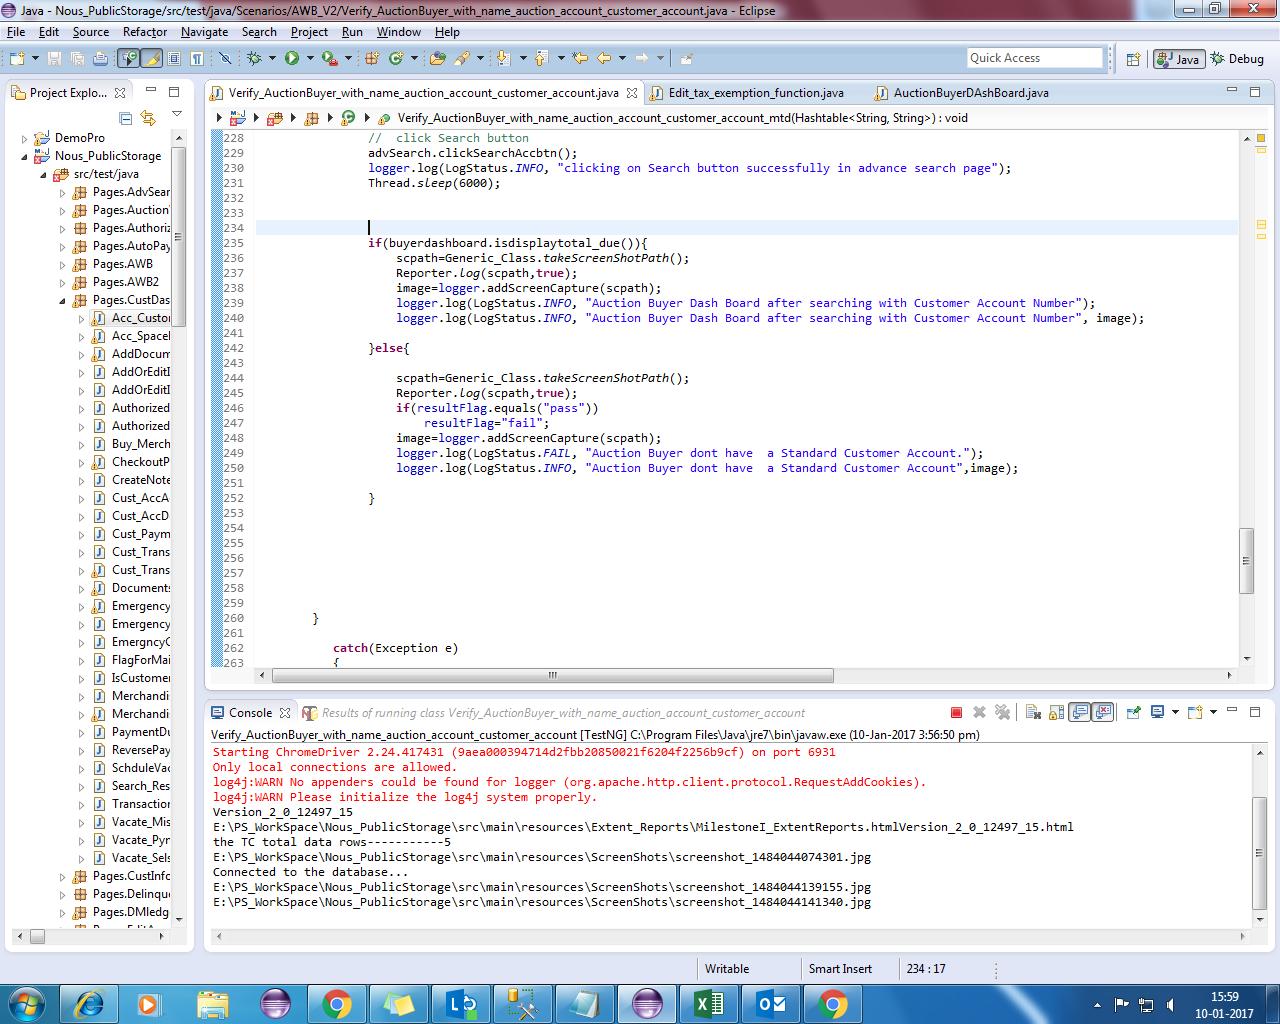 Java - Nous_PublicStorage/src/test/java/Scenarios/AWB_V2/Verify_AuctionBuyer_with_name_auction_account_customer_account.java - Eclipse
File Edit Source Refactor Navigate Search Project Run Window Help
Quick Access
Java
Debug
Project Explo...
DemoPro
Nous_PublicStorage
src/test/java
Pages.AdvSear
Pages.Auction
Pages.Authoriz
Pages.AutoPay
Pages.AWB
Pages.AWB2
Pages.CustDas
Acc_Custor
Acc_Spacel
AddDocum
AddOrEditI
AddOrEditI
Authorized
Authorized
Buy_Merch
CheckoutP
CreateNote
Cust_AccA
Cust_AccD
Cust_Paym
Cust_Trans
Cust_Trans
Documents
Emergency
Emergency
EmergncyC
FlagForMai
IsCustome
Merchandi
Merchandi
PaymentDu
ReversePay
SchduleVac
Search_Res
Transaction
Vacate_Mis
Vacate_Pyr
Vacate_Sels
Pages.CustInfo
Pages.Delinqu
Pages.DMledg
Verify_AuctionBuyer_with_name_auction_account_customer_account.java
Edit_tax_exemption_function.java
AuctionBuyerDAshBoard.java
Verify_AuctionBuyer_with_name_auction_account_customer_account_mtd(Hashtable<String, String>) : void
228 // click Search button
229 advSearch.clickSearchAccbtn();
230 logger.log(LogStatus.INFO, "clicking on Search button successfully in advance search page");
231 Thread.sleep(6000);
232
233
234
235 if(buyerdashboard.isdisplaytotal_due()){
236 scpath=Generic_Class.takeScreenShotPath();
237 Reporter.log(scpath,true);
238 image=logger.addScreenCapture(scpath);
239 logger.log(LogStatus.INFO, "Auction Buyer Dash Board after searching with Customer Account Number");
240 logger.log(LogStatus.INFO, "Auction Buyer Dash Board after searching with Customer Account Number", image);
241
242 }else{
243
244 scpath=Generic_Class.takeScreenShotPath();
245 Reporter.log(scpath,true);
246 if(resultFlag.equals("pass"))
247 resultFlag="fail";
248 image=logger.addScreenCapture(scpath);
249 logger.log(LogStatus.FAIL, "Auction Buyer dont have  a Standard Customer Account.");
250 logger.log(LogStatus.INFO, "Auction Buyer dont have  a Standard Customer Account",image);
251
252 }
253
254
255
256
257
258
259
260 }
261
262 catch(Exception e)
263 {
Console
Results of running class Verify_AuctionBuyer_with_name_auction_account_customer_account
Verify_AuctionBuyer_with_name_auction_account_customer_account [TestNG] C:\Program Files\Java\jre7\bin\javaw.exe (10-Jan-2017 3:56:50 pm)
Starting ChromeDriver 2.24.417431 (9aea000394714d2fbb20850021f6204f2256b9cf) on port 6931
Only local connections are allowed.
log4j:WARN No appenders could be found for logger (org.apache.http.client.protocol.RequestAddCookies).
log4j:WARN Please initialize the log4j system properly.
Version_2_0_12497_15
E:\PS_WorkSpace\Nous_PublicStorage\src\main\resources\Extent_Reports\MilestoneI_ExtentReports.htmlVersion_2_0_12497_15.html
the TC total data rows-----------5
E:\PS_WorkSpace\Nous_PublicStorage\src\main\resources\ScreenShots\screenshot_1484044074301.jpg
Connected to the database...
E:\PS_WorkSpace\Nous_PublicStorage\src\main\resources\ScreenShots\screenshot_1484044139155.jpg
E:\PS_WorkSpace\Nous_PublicStorage\src\main\resources\ScreenShots\screenshot_1484044141340.jpg
Writable
Smart Insert
234 : 17
15:59
10-01-2017